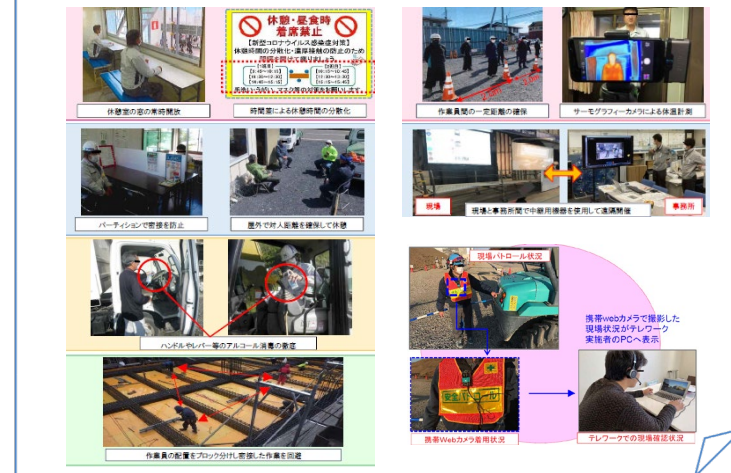 休憩・昼食時
着席禁止
【新型コロナウイルス感染症対策】
休憩時間の分散化・濃厚接触の防止のため
休憩室の窓の常時開放
時間差による休憩時間の分散化
パーティションで密接を防止
屋外で対人距離を確保して休憩
ハンドルやレバー等のアルコール消毒の徹底
作業員の配置をブロック分けし密接した作業を回避
作業員間の一定距離の確保
サーモグラフィーカメラによる体温計測
現場
現場と事務所間で中継用機器を使用して遠隔開催
事務所
現場パトロール状況
携帯webカメラで撮影した
現場状況がテレワーク
実施者のPCへ表示
安全パトロール
携帯Webカメラ着用状況
テレワークでの現場確認状況